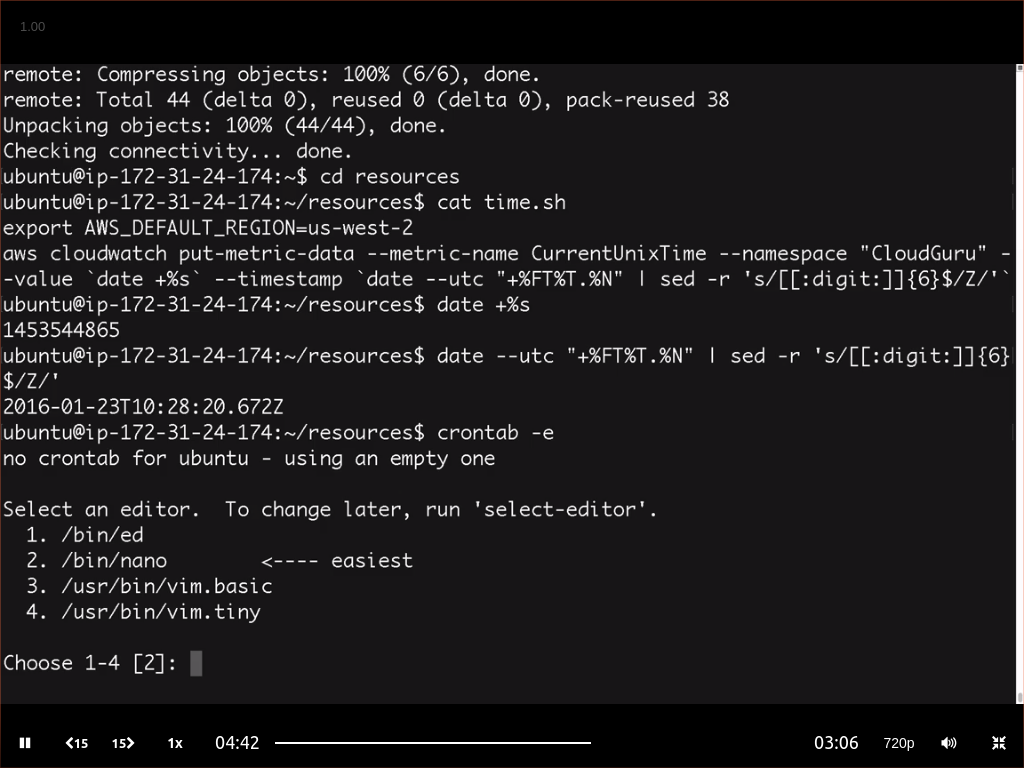 1.00
remote: Compressing objects: 100% (6/6), done.
remote: Total 44 (delta 0), reused 0 (delta 0), pack-reused 38
Unpacking objects: 100% (44/44), done.
Checking connectivity... done.
ubuntu@ip-172-31-24-174:~$ cd resources
ubuntu@ip-172-31-24-174:~/resources$ cat time.sh
export AWS_DEFAULT_REGION=us-west-2
aws cloudwatch put-metric-data --metric-name CurrentUnixTime --namespace "CloudGuru" -
-value `date +%s` --timestamp `date --utc "+%FT%T.%N" | sed -r 's/[[:digit:]]{6}$/Z/'`
ubuntu@ip-172-31-24-174:~/resources$ date +%s
1453544865
ubuntu@ip-172-31-24-174:~/resources$ date --utc "+%FT%T.%N" | sed -r 's/[[:digit:]]{6}
$/Z/'
2016-01-23T10:28:20.672Z
ubuntu@ip-172-31-24-174:~/resources$ crontab -e
no crontab for ubuntu - using an empty one
Select an editor.  To change later, run 'select-editor'.
  1. /bin/ed
  2. /bin/nano        <---- easiest
  3. /usr/bin/vim.basic
  4. /usr/bin/vim.tiny
Choose 1-4 [2]:
15 15 1x 04:42 03:06 720p